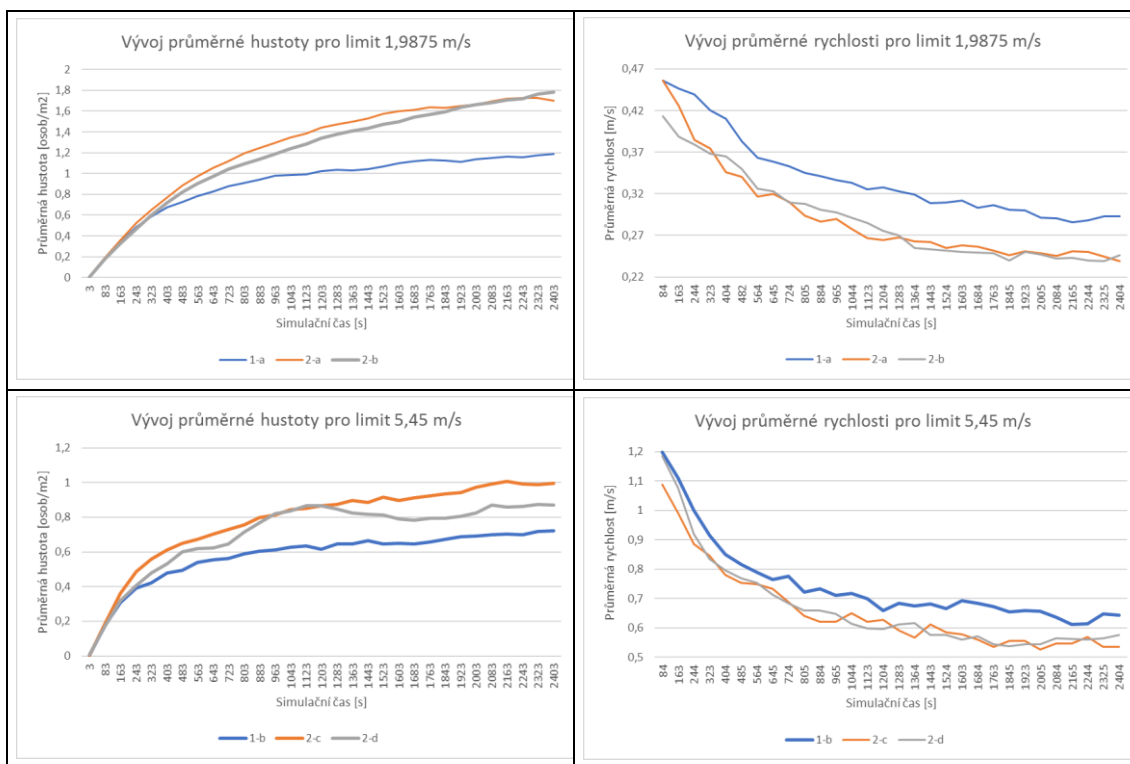 Vývoj průměrné hustoty pro limit 1,9875 m/s
Průměrná hustota [osob/m2]
2
1,8
1,6
1,4
1,2
1
0,8
0,6
0,4
0,2
0
3 83 163 243 323 403 483 563 643 723 803 883 963 1043 1123 1203 1283 1363 1443 1523 1603 1683 1763 1843 1923 2003 2083 2163 2243 2323 2403
Simulační čas [s]
1-a 2-a 2-b
Vývoj průměrné rychlosti pro limit 1,9875 m/s
Průměrná rychlost [m/s]
0,47
0,42
0,37
0,32
0,27
0,22
84 163 244 323 404 482 564 645 724 805 884 965 1044 1123 1204 1283 1364 1443 1524 1603 1684 1763 1845 1923 2005 2084 2165 2244 2325 2404
Simulační čas [s]
1-a 2-a 2-b
Vývoj průměrné hustoty pro limit 5,45 m/s
Průměrná hustota [osob/m2]
1,2
1
0,8
0,6
0,4
0,2
0
3 83 163 243 323 403 483 563 643 723 803 883 963 1043 1123 1203 1283 1363 1443 1523 1603 1683 1763 1843 1923 2003 2083 2163 2243 2323 2403
Simulační čas [s]
1-b 2-c 2-d
Vývoj průměrné rychlosti pro limit 5,45 m/s
Průměrná rychlost [m/s]
1,2
1,1
1
0,9
0,8
0,7
0,6
0,5
84 163 244 323 404 485 564 645 724 805 884 965 1044 1123 1204 1283 1364 1443 1524 1603 1684 1763 1845 1923 2005 2084 2165 2244 2325 2404
Simulační čas [s]
1-b 2-c 2-d